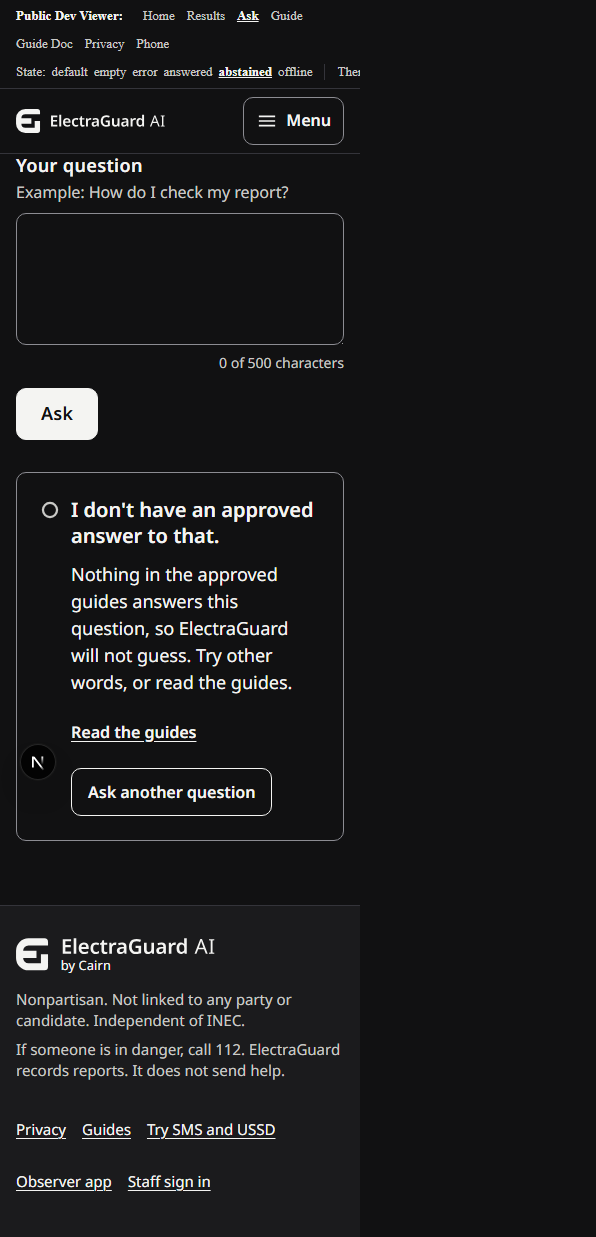 Public Dev Viewer: Home Results Ask Guide
Guide Doc Privacy Phone
State: default empty error answered abstained offline
ElectraGuard AI
Menu
Your question
Example: How do I check my report?
0 of 500 characters
Ask
I don't have an approved
answer to that.
Nothing in the approved
guides answers this
question, so ElectraGuard
will not guess. Try other
words, or read the guides.
Read the guides
N
Ask another question
ElectraGuard AI
by Cairn
Nonpartisan. Not linked to any party or
candidate. Independent of INEC.
If someone is in danger, call 112. ElectraGuard
records reports. It does not send help.
Privacy Guides Try SMS and USSD
Observer app Staff sign in